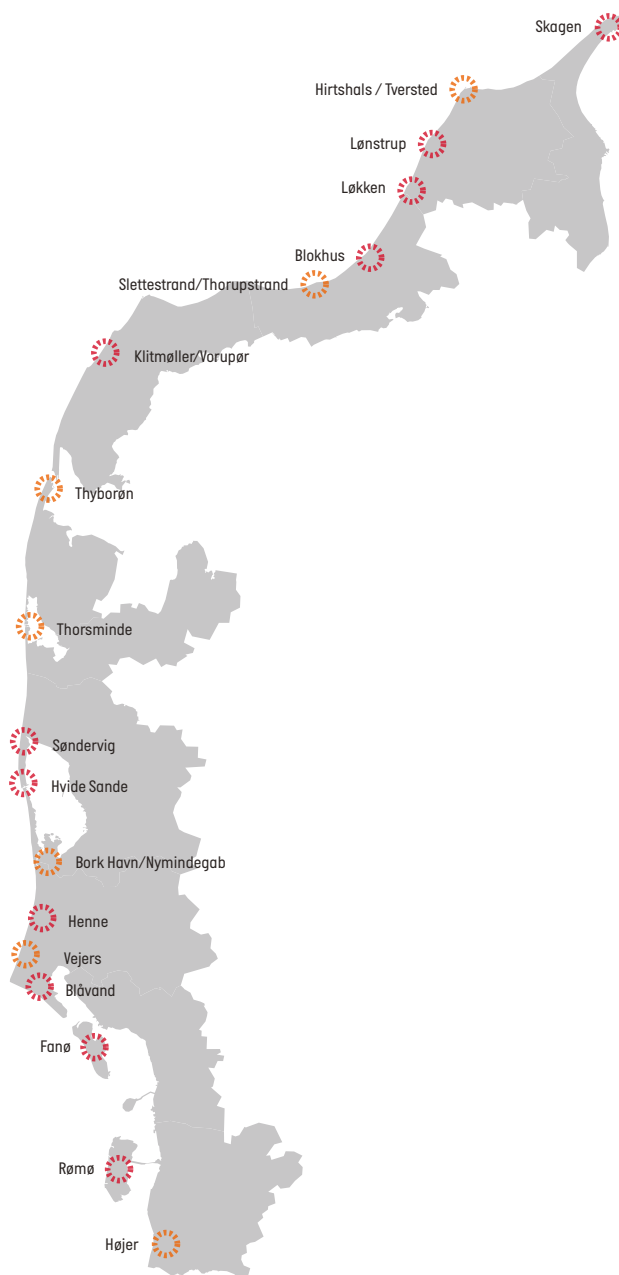 Skagen
Hirtshals / Tversted
Lønstrup
Løkken
Blokhus
Slettestrand/Thorupstrand
Klitmøller/Vorupør
Thyborøn
Thorsminde
Søndervig
Hvide Sande
Bork Havn/Nymindegab
Henne
Vejers
Blåvand
Fanø
Rømø
Højer